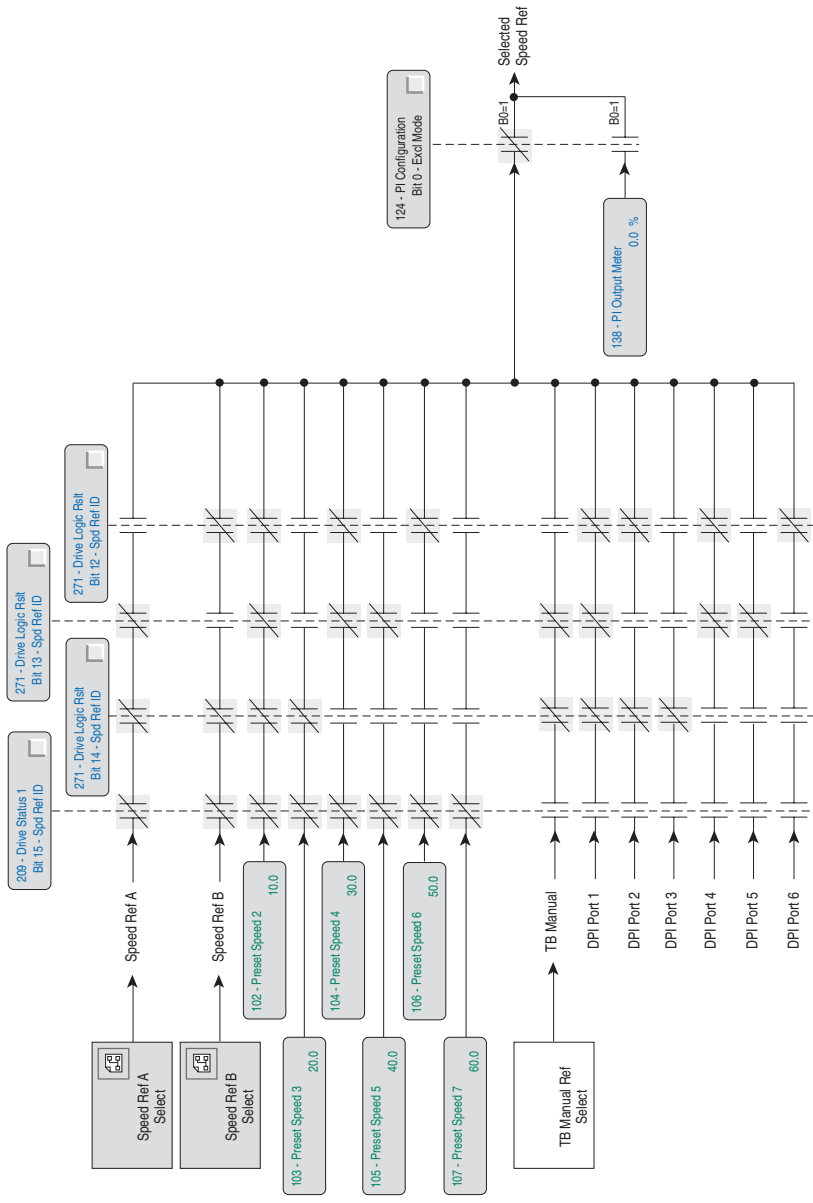 209 - Drive Status 1
Bit 15 - Spd Ref ID
271 - Drive Logic Rslt
Bit 14 - Spd Ref ID
271 - Drive Logic Rslt
Bit 13 - Spd Ref ID
271 - Drive Logic Rslt
Bit 12 - Spd Ref ID
124 - PI Configuration
Bit 0 - Excl Mode
Speed Ref A
Select
Speed Ref A
Speed Ref B
Select
Speed Ref B
102 - Preset Speed 2
10.0
103 - Preset Speed 3
20.0
104 - Preset Speed 4
30.0
105 - Preset Speed 5
40.0
106 - Preset Speed 6
50.0
107 - Preset Speed 7
60.0
TB Manual Ref
Select
TB Manual
DPI Port 1
DPI Port 2
DPI Port 3
DPI Port 4
DPI Port 5
DPI Port 6
B0=1
Selected
Speed Ref
138 - PI Output Meter
0.0 %
B0=1